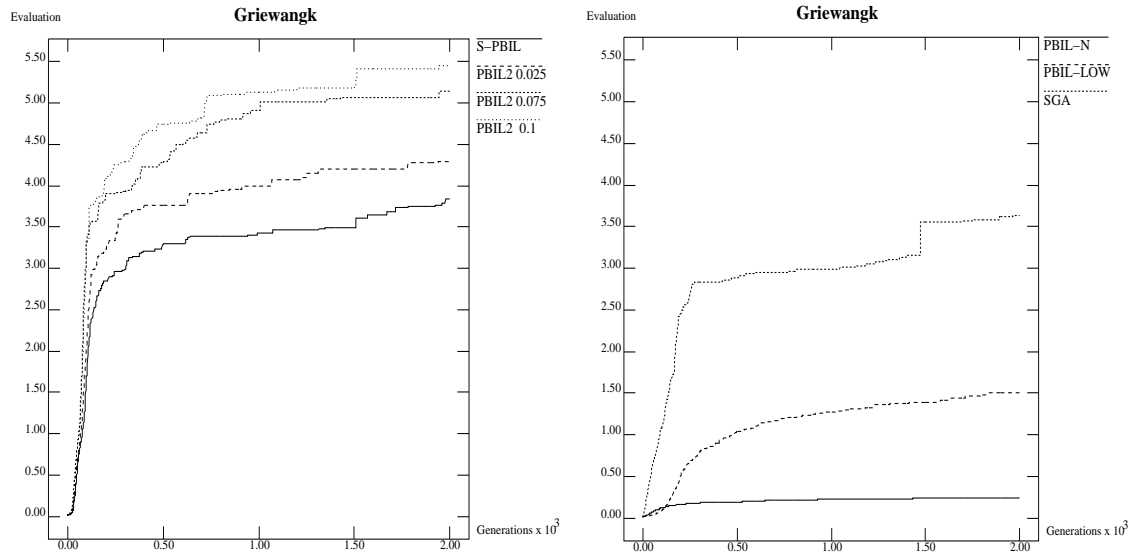 Evaluation
Griewangk
S-PBIL
PBIL2 0.025
PBIL2 0.075
PBIL2 0.1
5.50
5.00
4.50
4.00
3.50
3.00
2.50
2.00
1.50
1.00
0.50
0.00
Generations x 10³
0.00 0.50 1.00 1.50 2.00
Evaluation
Griewangk
PBIL-N
PBIL-LOW
SGA
5.50
5.00
4.50
4.00
3.50
3.00
2.50
2.00
1.50
1.00
0.50
0.00
Generations x 10³
0.00 0.50 1.00 1.50 2.00